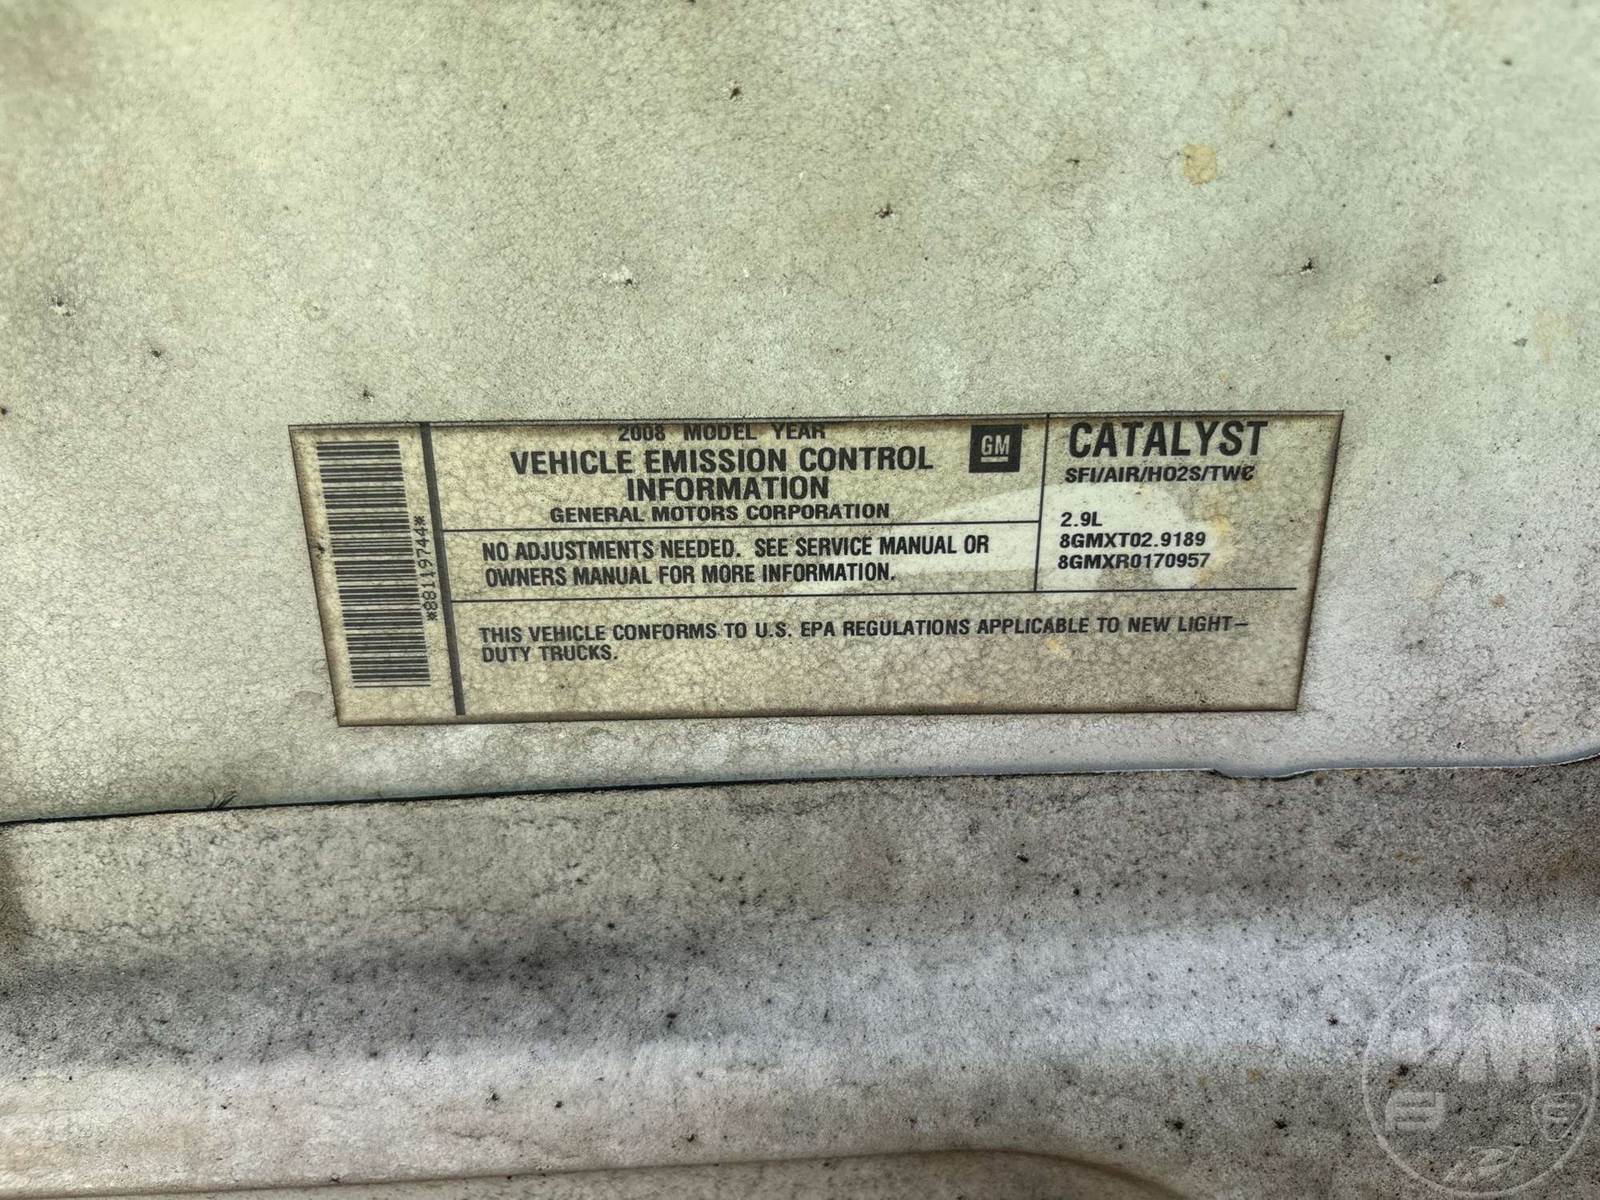 2008 MODEL YEAR
VEHICLE EMISSION CONTROL
INFORMATION
GENERAL MOTORS CORPORATION
GM
CATALYST
SFI/AIR/HO2S/TWC
2.9L
8GMXT02.9189
8GMXR0170957
NO ADJUSTMENTS NEEDED. SEE SERVICE MANUAL OR
OWNERS MANUAL FOR MORE INFORMATION.
THIS VEHICLE CONFORMS TO U.S. EPA REGULATIONS APPLICABLE TO NEW LIGHT-
DUTY TRUCKS.
*88119744*